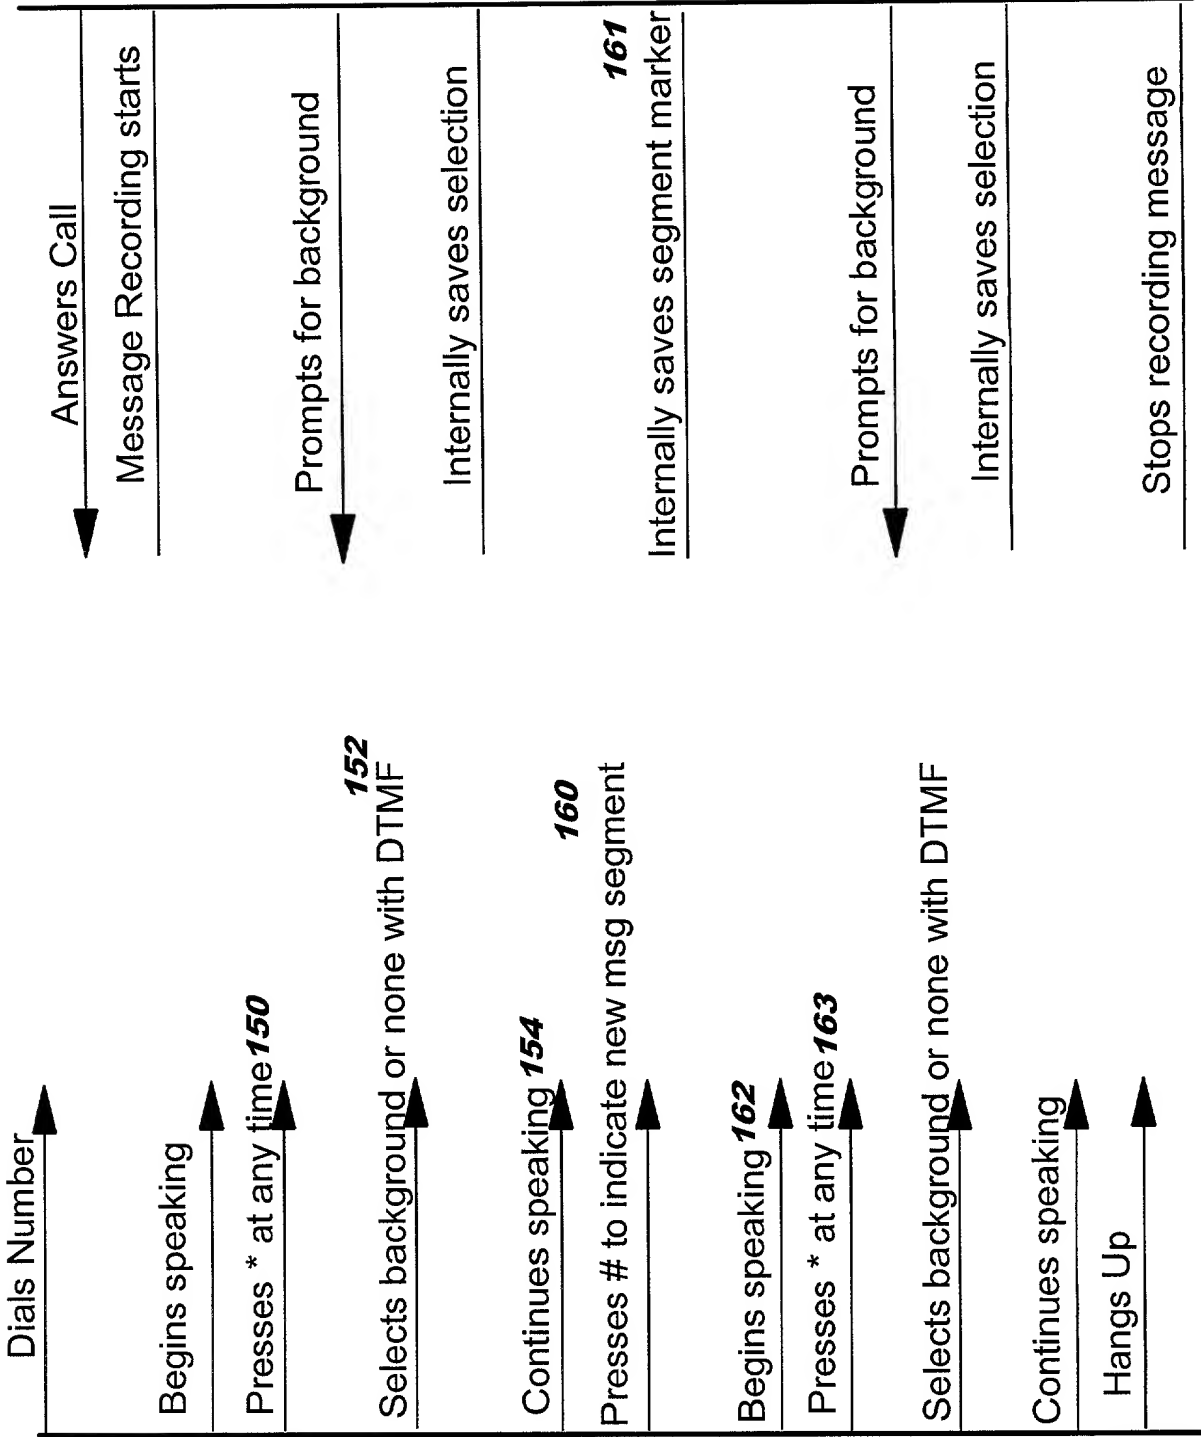 Dials Number
Answers Call
Message Recording starts
Begins speaking
Presses * at any time 150
Prompts for background
152
Selects background or none with DTMF
Internally saves selection
Continues speaking 154
160
Presses # to indicate new msg segment
161
Internally saves segment marker
Begins speaking 162
Presses * at any time 163
Prompts for background
Selects background or none with DTMF
Internally saves selection
Continues speaking
Hangs Up
Stops recording message